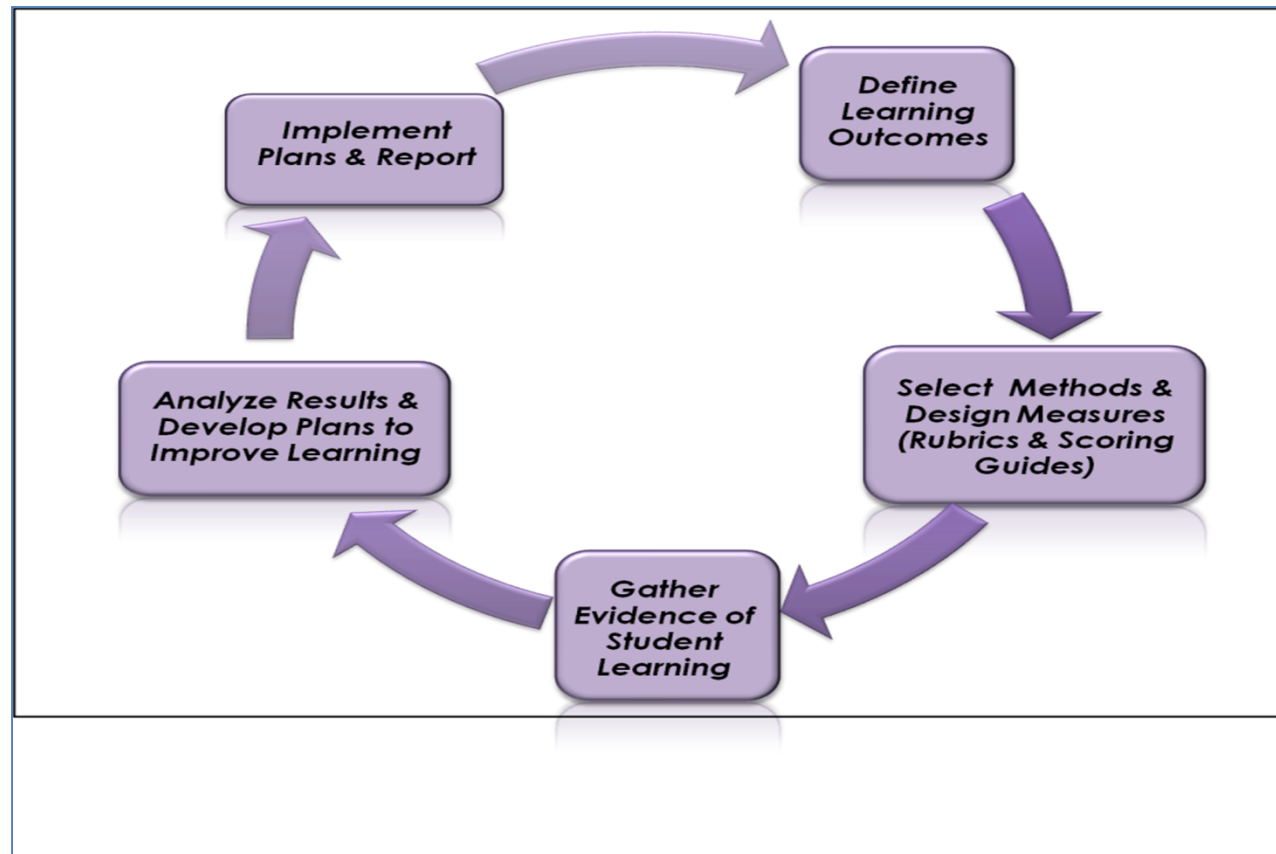 Define
Learning
Outcomes
Select  Methods &
Design Measures
(Rubrics & Scoring
Guides)
Gather
Evidence of
Student
Learning
Analyze Results &
Develop Plans to
Improve Learning
Implement
Plans & Report